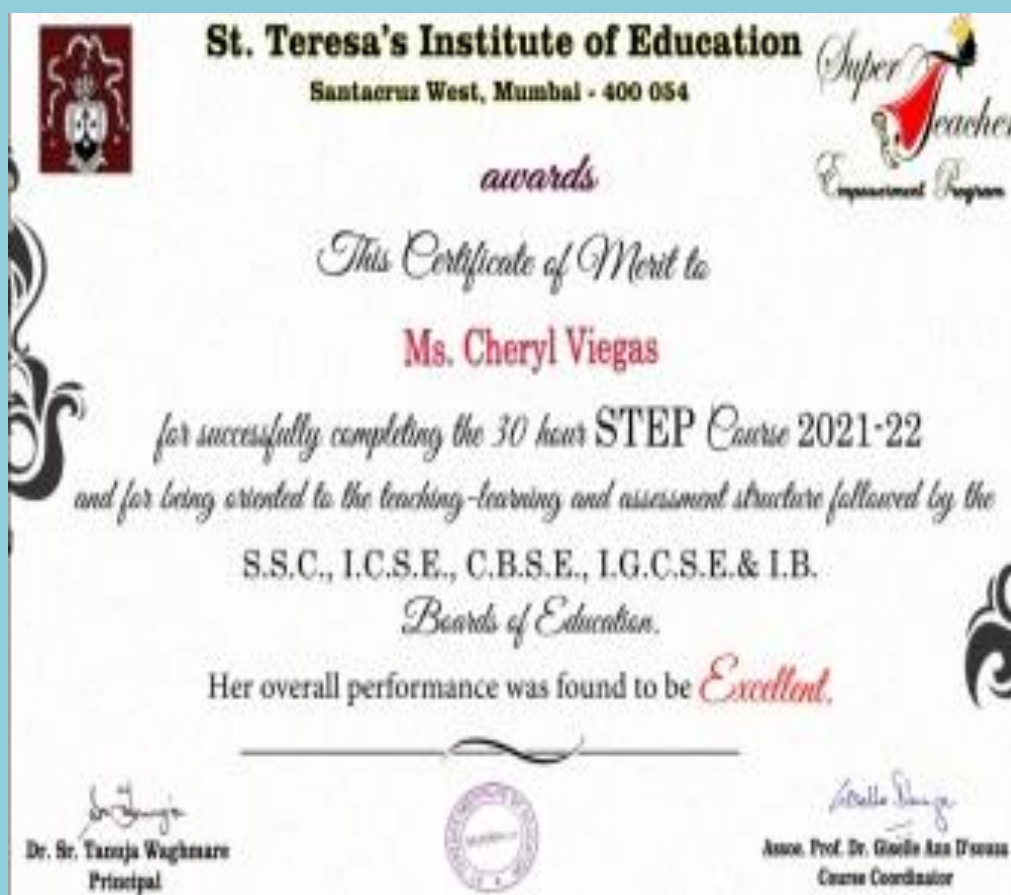 St. Teresa's Institute of Education
Santacruz West, Mumbai - 400 054
Super
Teacher
Empowerment Program
awards
This Certificate of Merit to
Ms. Cheryl Viegas
for successfully completing the 30 hour STEP Course 2021-22
and for being oriented to the teaching-learning and assessment structure followed by the
S.S.C., I.C.S.E., C.B.S.E., I.G.C.S.E.& I.B.
Boards of Education.
Her overall performance was found to be Excellent.
Dr. Sr. Tanuja Waghmare
Principal
Assoc. Prof. Dr. Giselle Ann D'souza
Course Coordinator